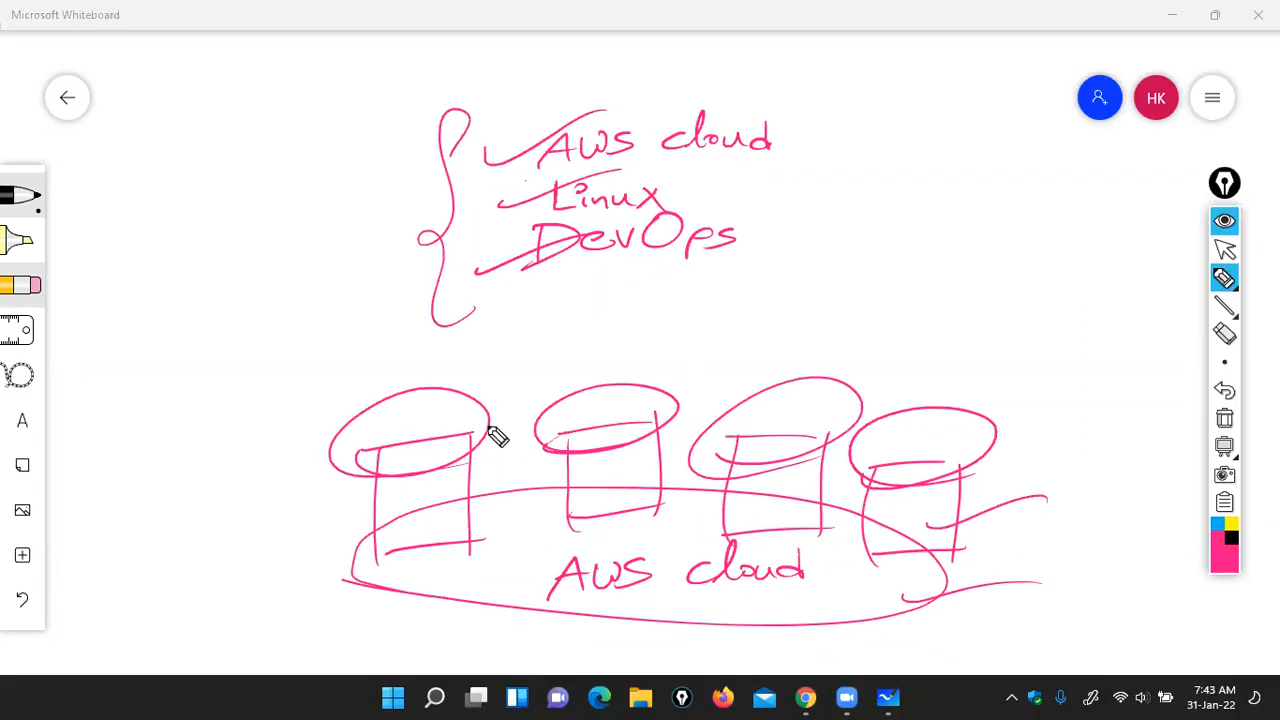 Microsoft Whiteboard
HK
AWS cloud
Linux
DevOps
A
AWS cloud
7:43 AM
31-Jan-22